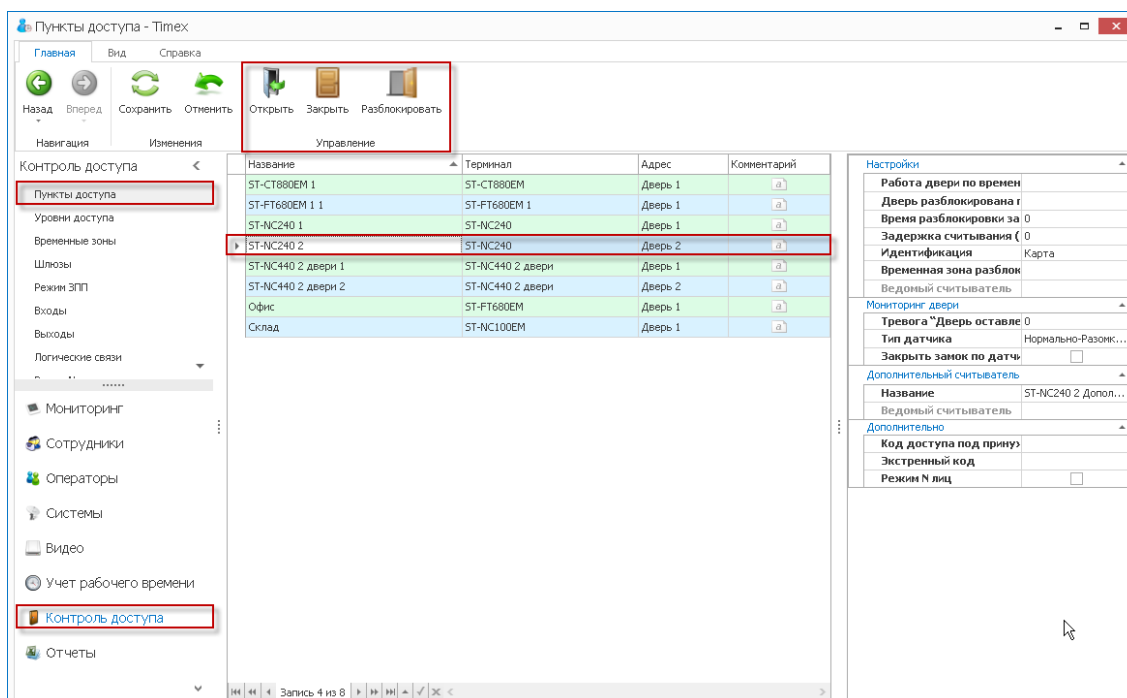 Пункты доступа - Timex
Главная Вид Справка
Назад Вперед Сохранить Отменить Открыть Закрыть Разблокировать
Навигация Изменения Управление
Контроль доступа
Пункты доступа
Уровни доступа
Временные зоны
Шлюзы
Режим ЗПП
Входы
Выходы
Логические связи
Мониторинг
Сотрудники
Операторы
Системы
Видео
Учет рабочего времени
Контроль доступа
Отчеты
Название Терминал Адрес Комментарий
ST-CT880EM 1 ST-CT880EM Дверь 1
ST-FT680EM 1 1 ST-FT680EM 1 Дверь 1
ST-NC240 1 ST-NC240 Дверь 1
ST-NC240 2 ST-NC240 Дверь 2
ST-NC440 2 двери 1 ST-NC440 2 двери Дверь 1
ST-NC440 2 двери 2 ST-NC440 2 двери Дверь 2
Офис ST-FT680EM Дверь 1
Склад ST-NC100EM Дверь 1
Запись 4 из 8
Настройки
Работа двери по времен
Дверь разблокирована г
Время разблокировки за 0
Задержка считывания ( 0
Идентификация Карта
Временная зона разблок
Ведомый считыватель
Мониторинг двери
Тревога "Дверь оставле 0
Тип датчика Нормально-Разомк...
Закрыть замок по датчи
Дополнительный считыватель
Название ST-NC240 2 Допол...
Ведомый считыватель
Дополнительно
Код доступа под прину
Экстренный код
Режим N лиц